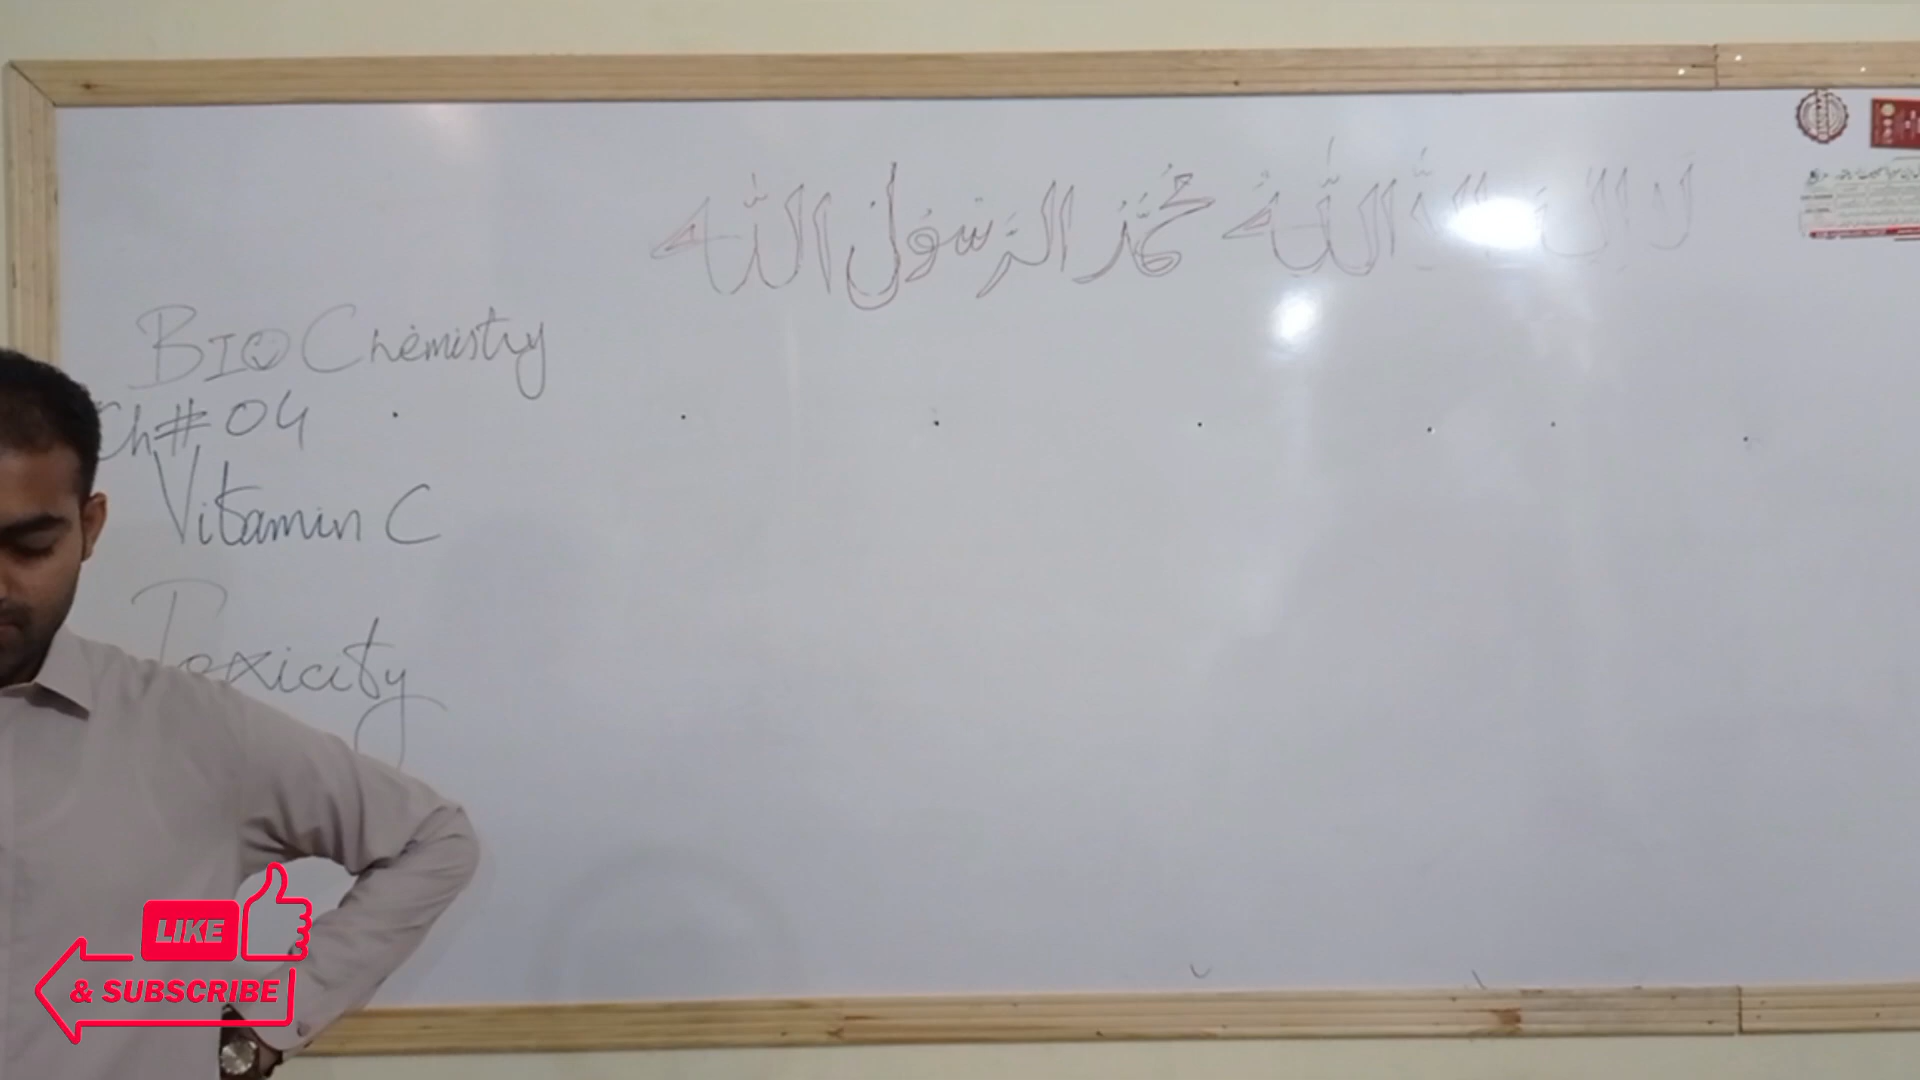 لا الہ الا اللہ محمد الرسول اللہ
BIO Chemistry
Ch# 04
Vitamin C
Toxicity
LIKE
& SUBSCRIBE